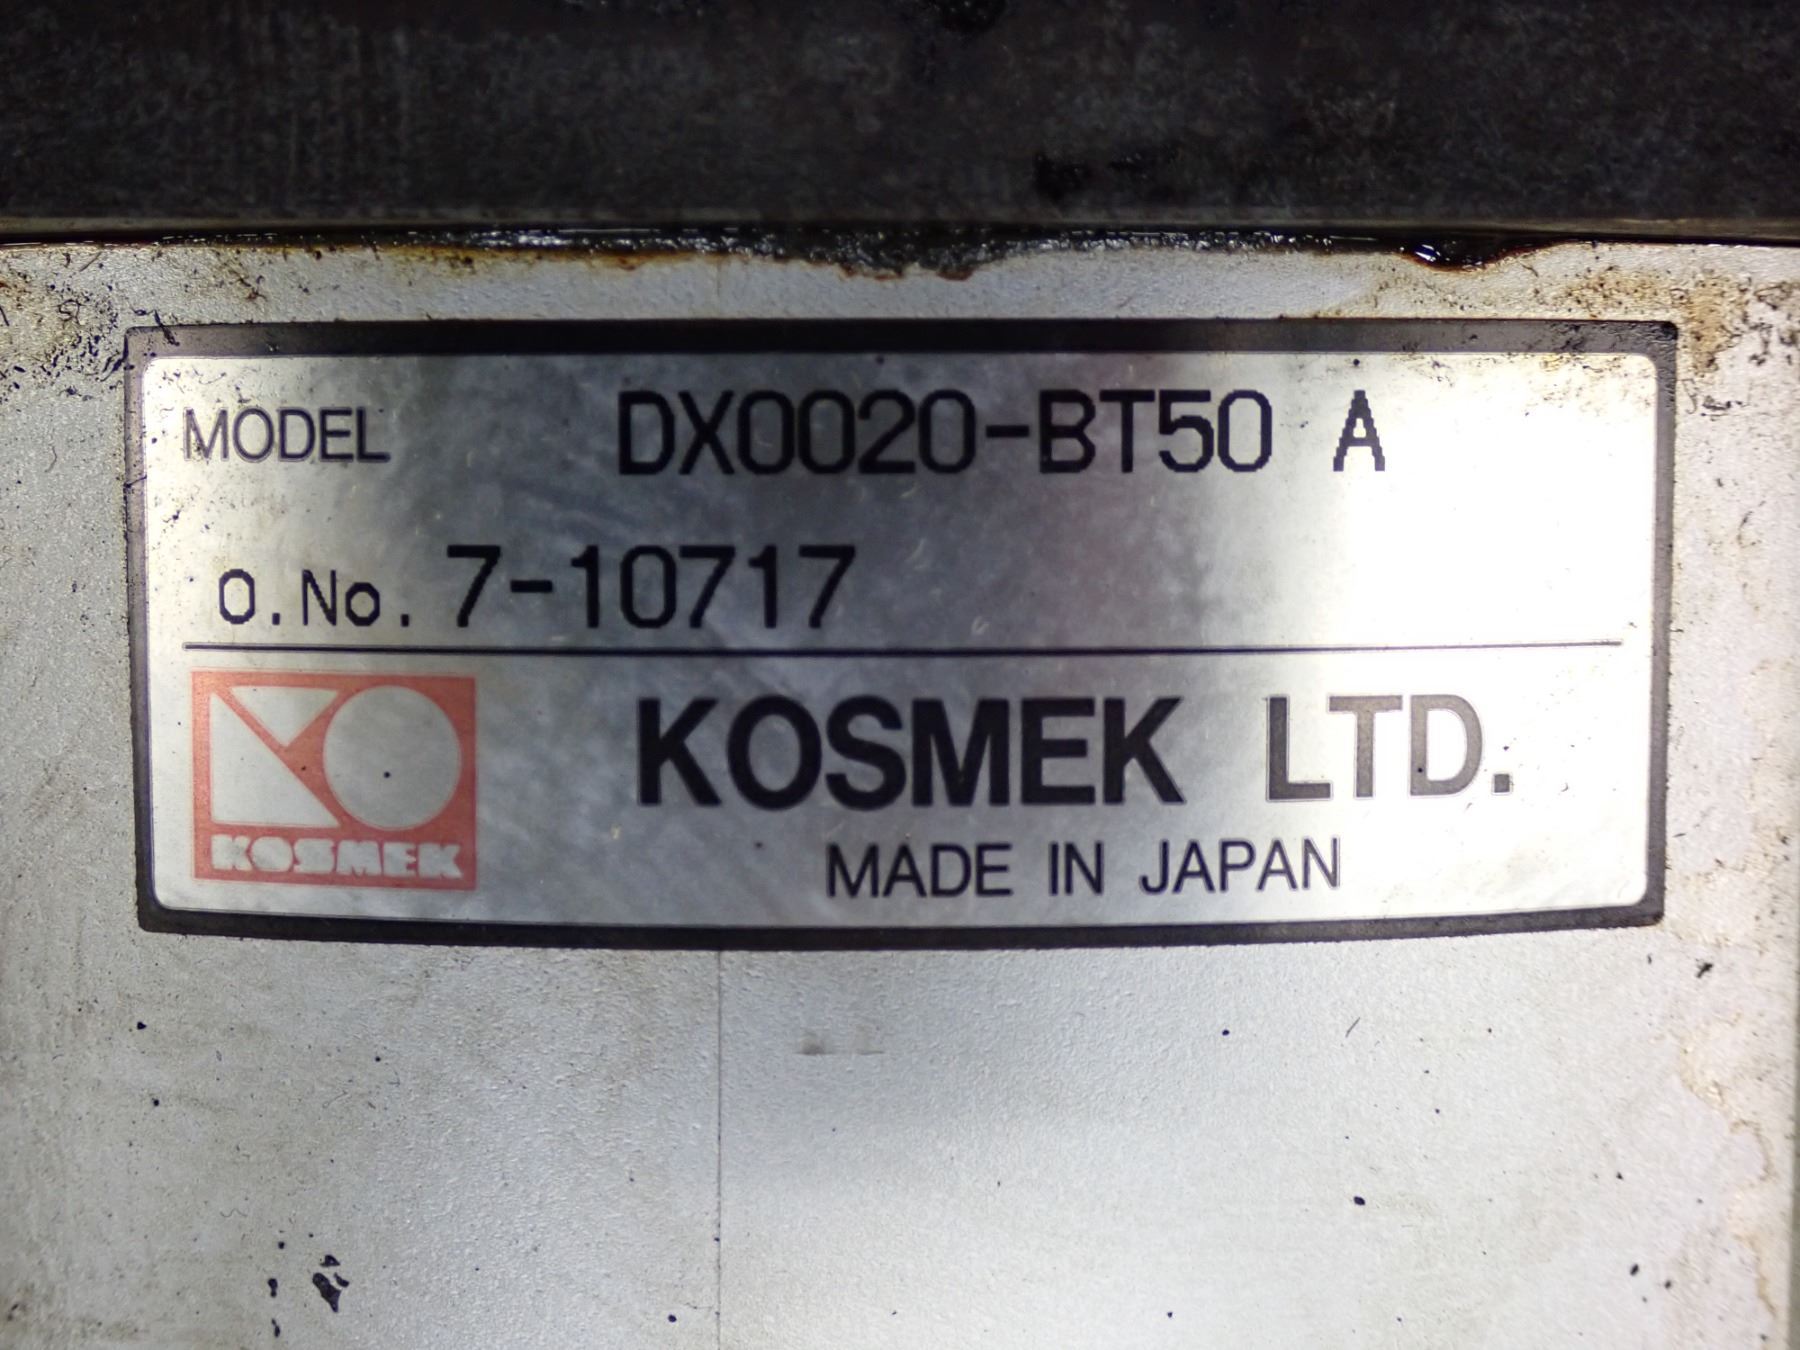 MODEL DX0020-BT50 A
O.No. 7-10717
KOSMEK LTD.
KOSMEK
MADE IN JAPAN